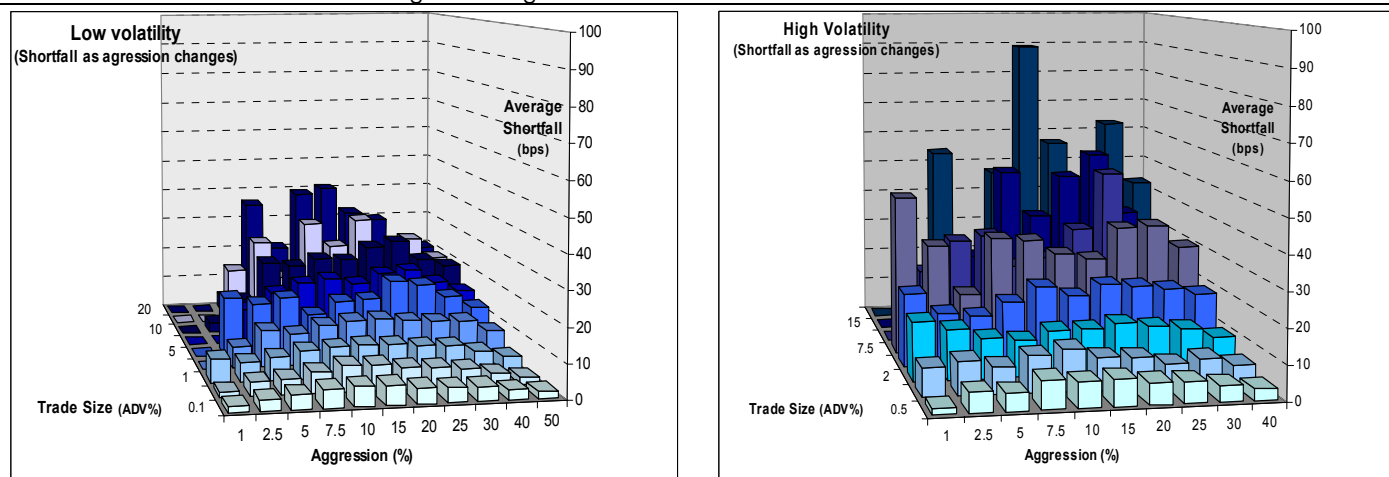 Low volatility
(Shortfall as agression changes)
Average
Shortfall
(bps)
100
90
80
70
60
50
40
30
20
10
0
20
10
5
1
0.1
Trade Size (ADV%)
1 2.5 5 7.5 10 15 20 25 30 40 50
Aggression (%)
High Volatility
(Shortfall as agression changes)
Average
Shortfall
(bps)
100
90
80
70
60
50
40
30
20
10
0
15
7.5
2
0.5
Trade Size (ADV%)
1 2.5 5 7.5 10 15 20 25 30 40
Aggression (%)